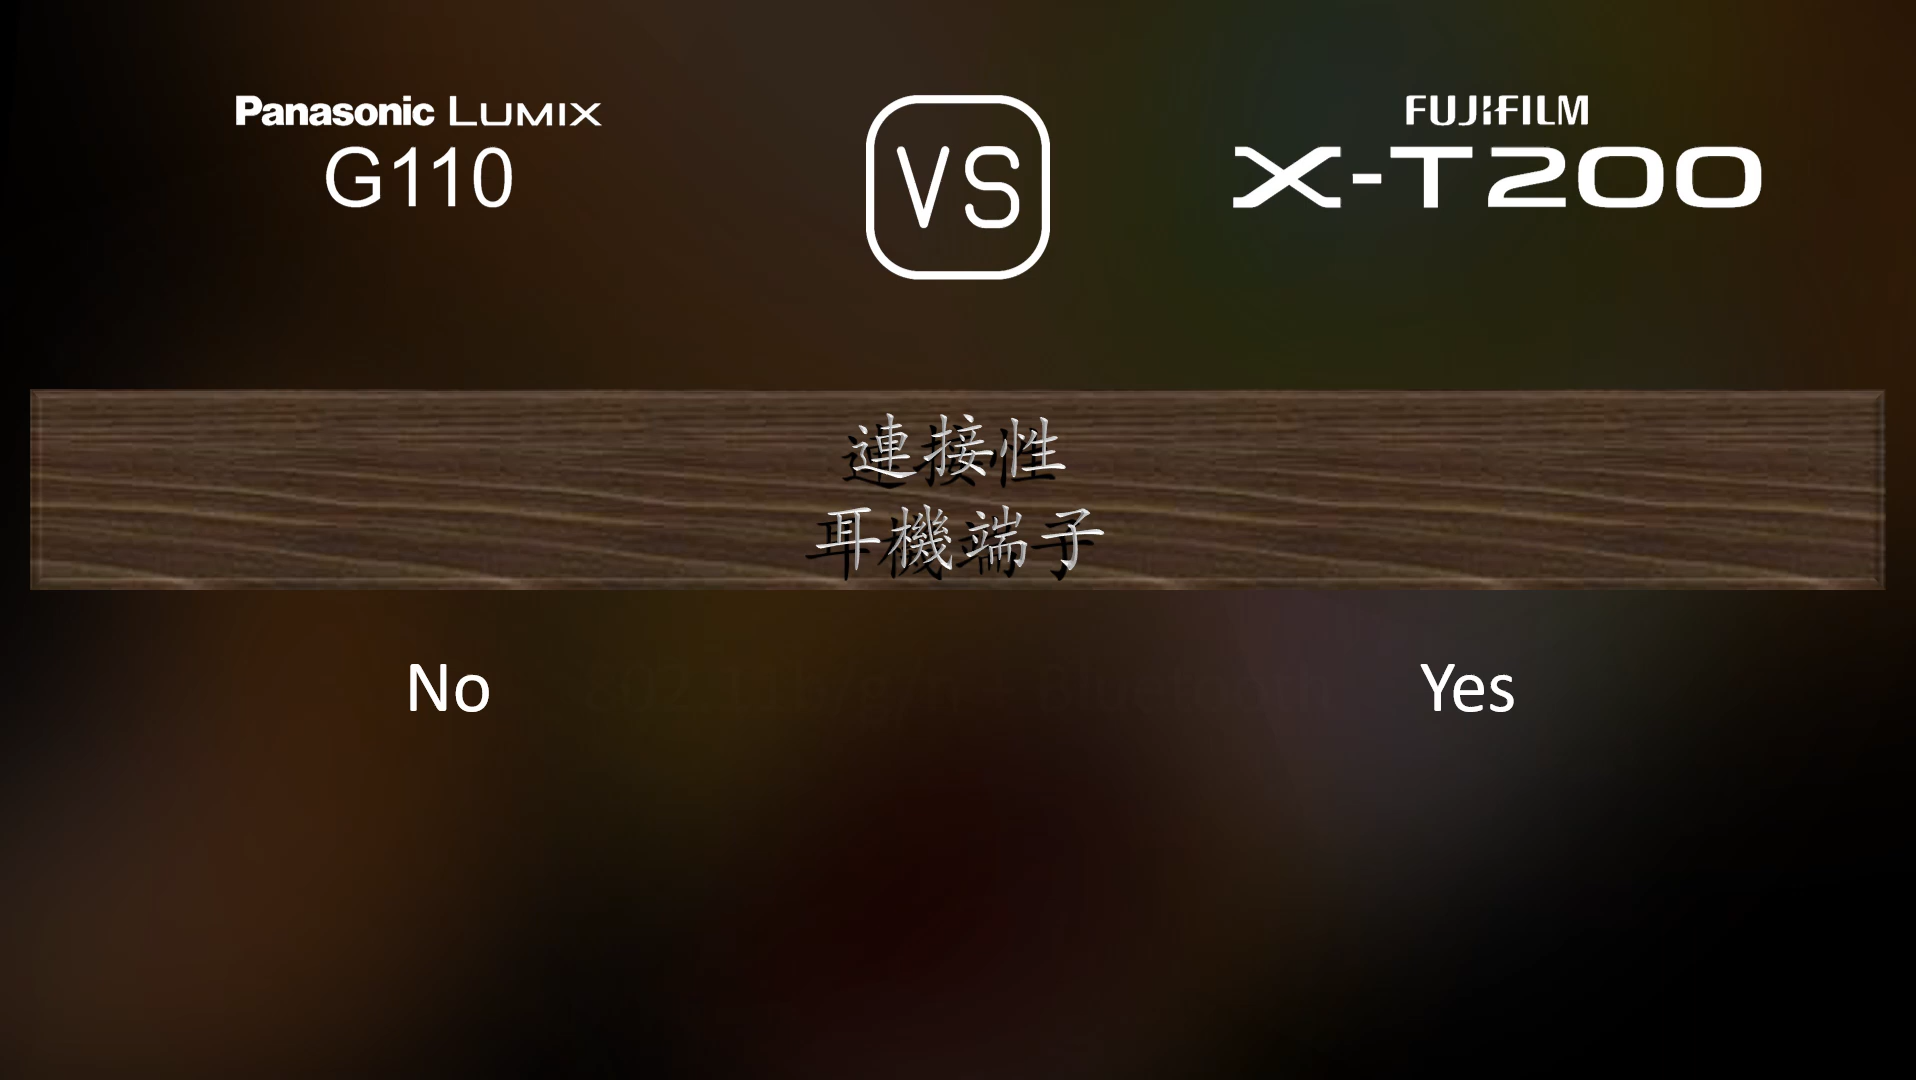 Panasonic LUMIX
G110
VS
FUJIFILM
X-T200
連接性
耳機端子
No
Yes